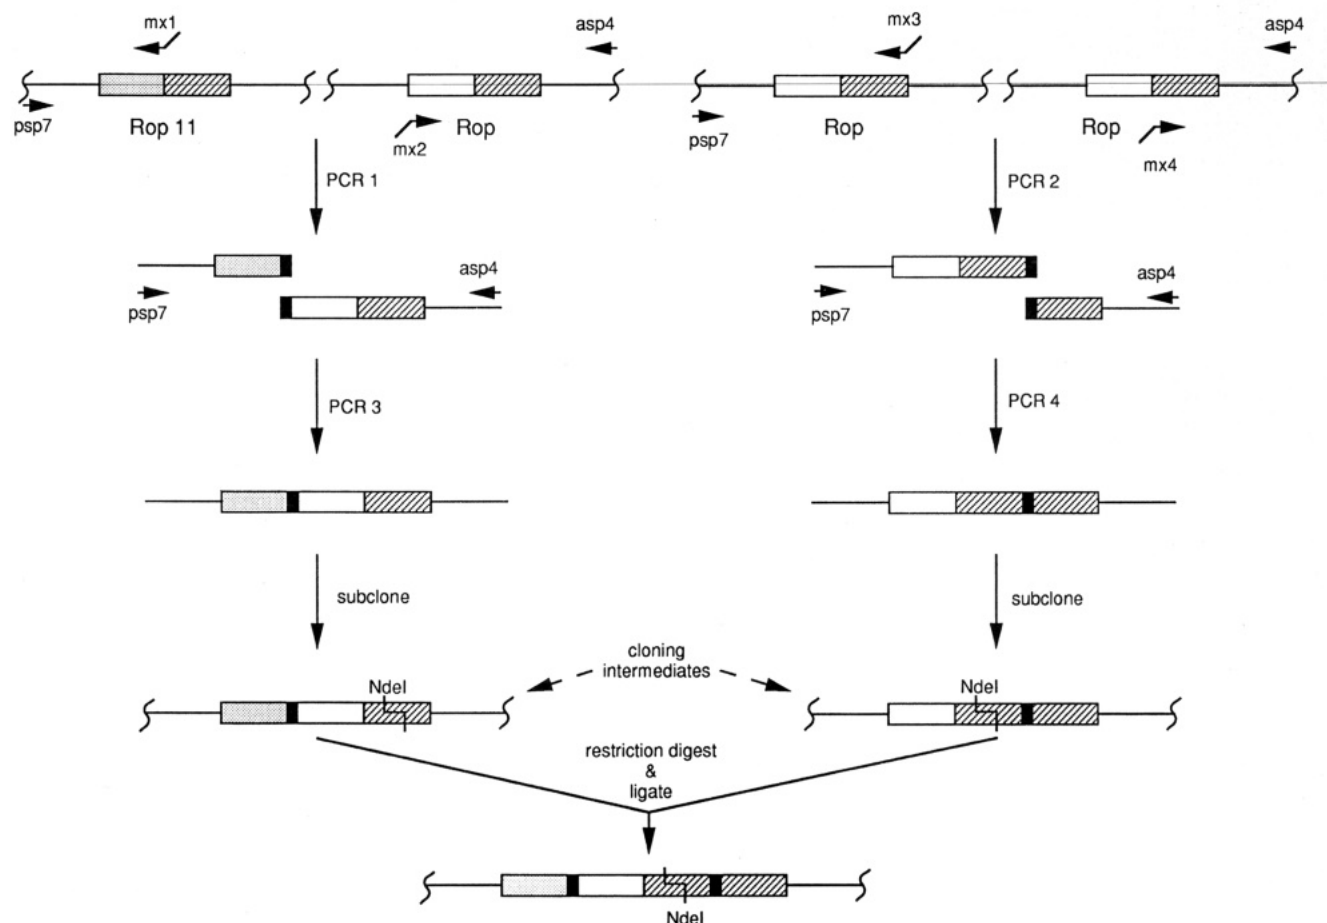 mx1
asp4
mx3
asp4
psp7
Rop 11
mx2
Rop
psp7
Rop
Rop
mx4
PCR 1
PCR 2
asp4
psp7
asp4
psp7
PCR 3
PCR 4
subclone
subclone
cloning
intermediates
NdeI
NdeI
restriction digest
&
ligate
NdeI